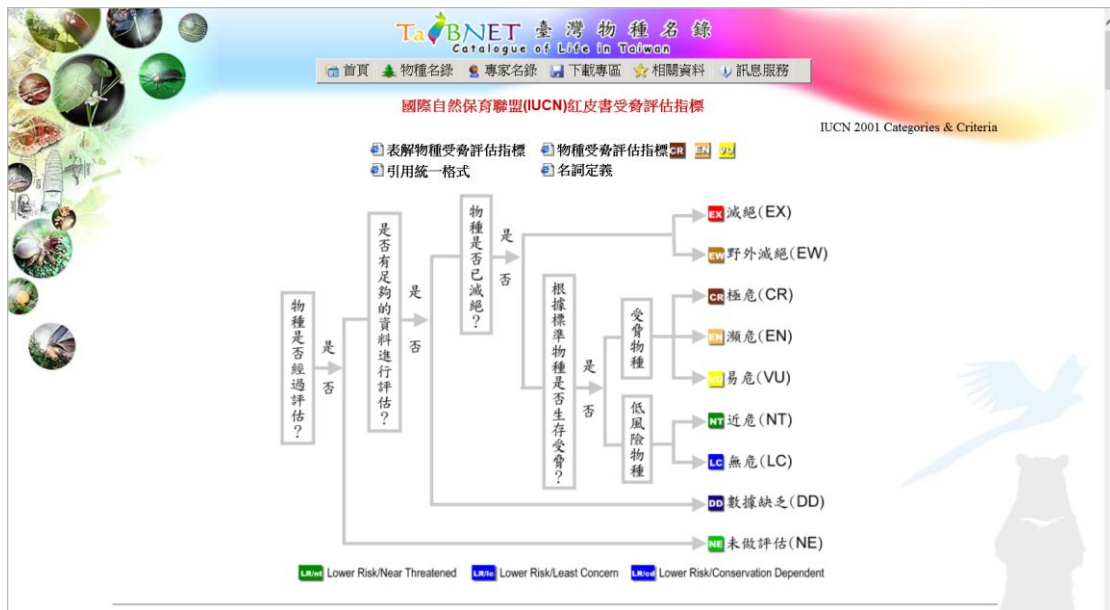 TaiBNET 臺灣物種名錄
Catalogue of Life in Taiwan
首頁 物種名錄 專家名錄 下載專區 相關資料 訊息服務
國際自然保育聯盟(IUCN)紅皮書受脅評估指標
IUCN 2001 Categories & Criteria
表解物種受脅評估指標 物種受脅評估指標 CR EN VU
引用統一格式 名詞定義
物種是否經過評估？
是
否
是否有足夠的資料進行評估？
是
否
物種是否已滅絕？
是
否
根據標準物種是否生存受脅？
是
否
受脅物種
低風險物種
EX 滅絕(EX)
EW 野外滅絕(EW)
CR 極危(CR)
EN 瀕危(EN)
VU 易危(VU)
NT 近危(NT)
LC 無危(LC)
DD 數據缺乏(DD)
NE 未做評估(NE)
LR/nt Lower Risk/Near Threatened LR/lc Lower Risk/Least Concern LR/cd Lower Risk/Conservation Dependent